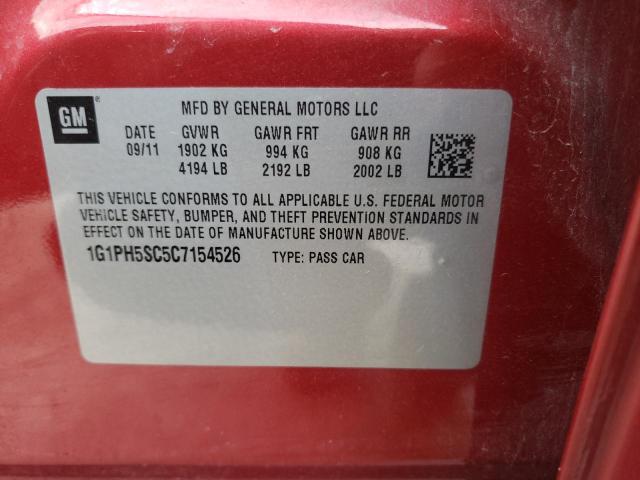 GM
MFD BY GENERAL MOTORS LLC
DATE GVWR GAWR FRT GAWR RR
09/11 1902 KG 994 KG 908 KG
4194 LB 2192 LB 2002 LB
THIS VEHICLE CONFORMS TO ALL APPLICABLE U.S. FEDERAL MOTOR
VEHICLE SAFETY, BUMPER, AND THEFT PREVENTION STANDARDS IN
EFFECT ON THE DATE OF MANUFACTURE SHOWN ABOVE.
1G1PH5SC5C7154526 TYPE: PASS CAR